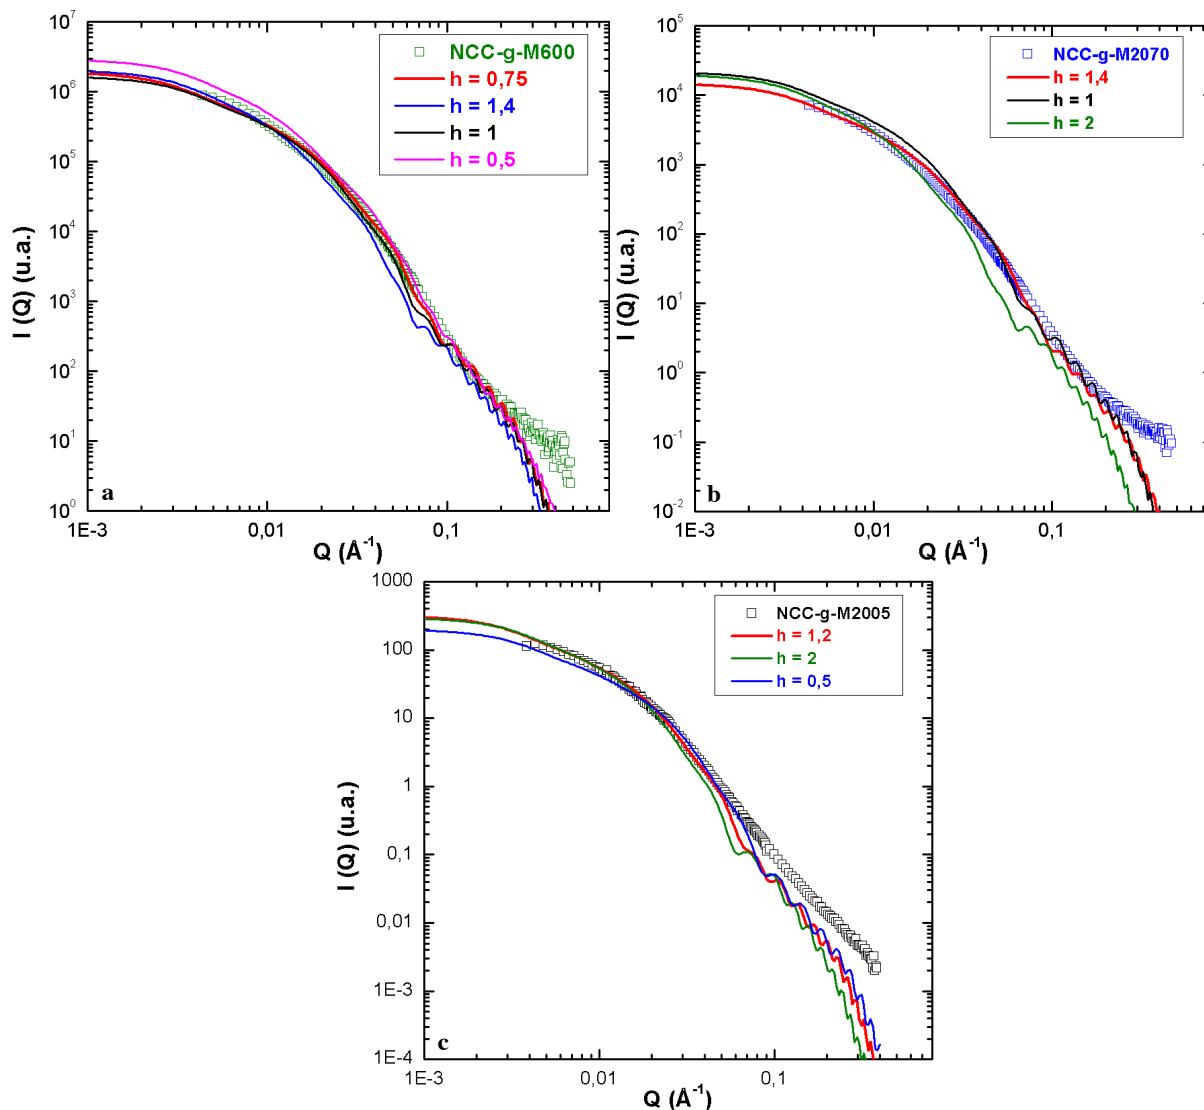 10^7
10^6
10^5
10^4
10^3
10^2
10^1
10^0
I (Q) (u.a.)
NCC-g-M600
h = 0,75
h = 1,4
h = 1
h = 0,5
a
1E-3
0,01
0,1
Q (Å^-1)
10^5
10^4
10^3
10^2
10^1
10^0
10^-1
10^-2
I (Q) (u.a.)
NCC-g-M2070
h = 1,4
h = 1
h = 2
b
1E-3
0,01
0,1
Q (Å^-1)
1000
100
10
1
0,1
0,01
1E-3
1E-4
I (Q) (u.a.)
NCC-g-M2005
h = 1,2
h = 2
h = 0,5
c
1E-3
0,01
0,1
Q (Å^-1)